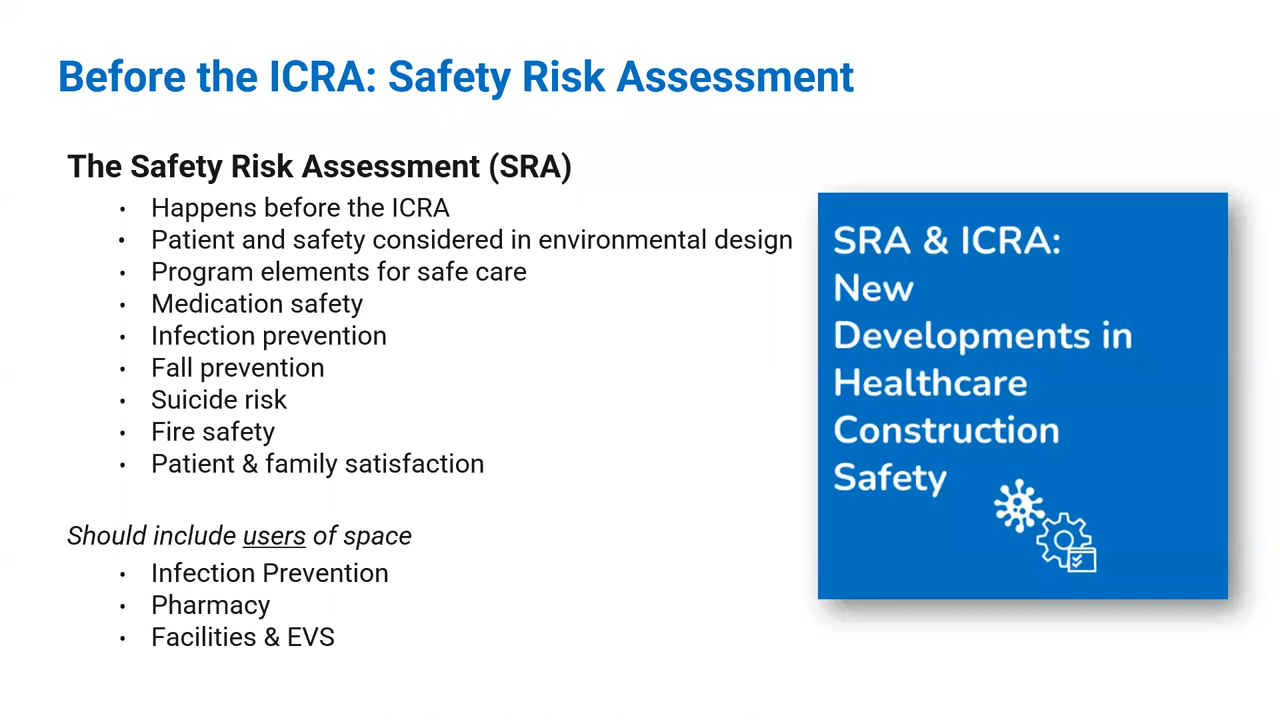 Before the ICRA: Safety Risk Assessment
The Safety Risk Assessment (SRA)
• Happens before the ICRA
• Patient and safety considered in environmental design
• Program elements for safe care
• Medication safety
• Infection prevention
• Fall prevention
• Suicide risk
• Fire safety
• Patient & family satisfaction
Should include users of space
• Infection Prevention
• Pharmacy
• Facilities & EVS
SRA & ICRA:
New
Developments in
Healthcare
Construction
Safety